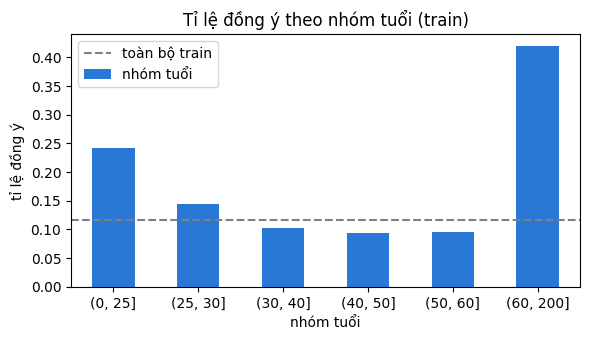 Tỉ lệ đồng ý theo nhóm tuổi (train)
toàn bộ train
nhóm tuổi
tỉ lệ đồng ý
0.40
0.35
0.30
0.25
0.20
0.15
0.10
0.05
0.00
(0, 25] (25, 30] (30, 40] (40, 50] (50, 60] (60, 200]
nhóm tuổi